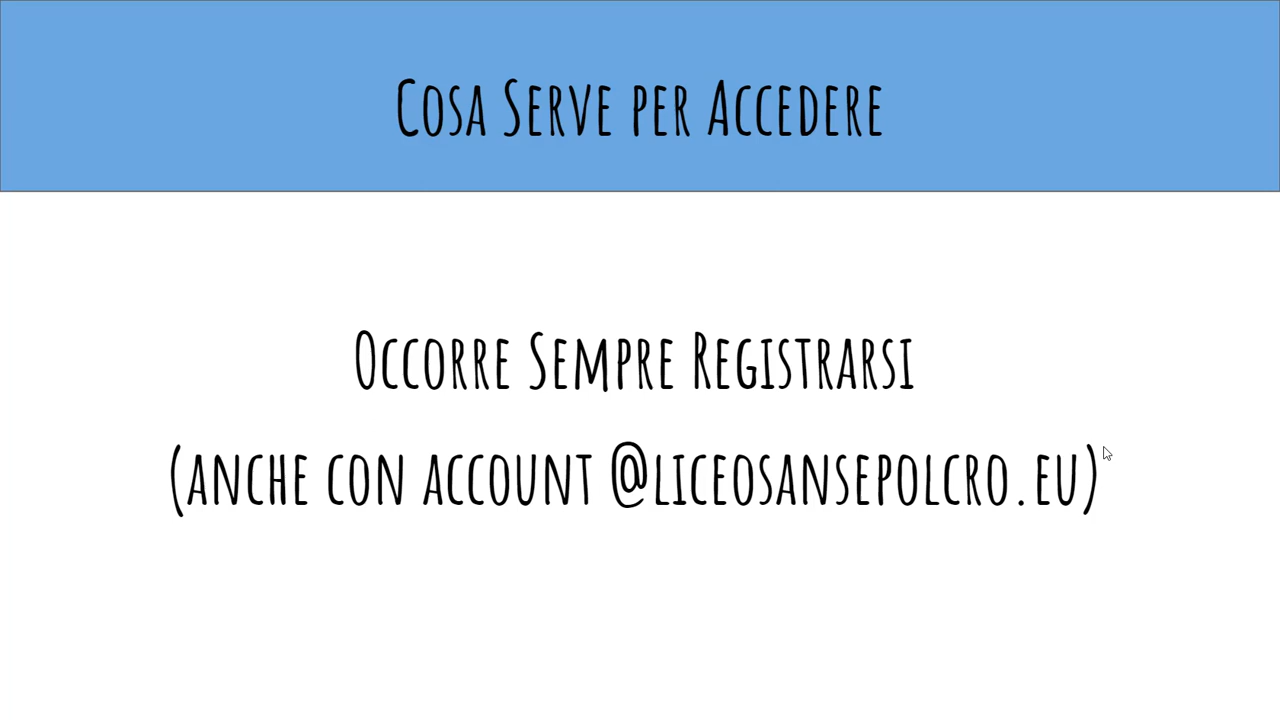 Cosa Serve per Accedere
Occorre Sempre Registrarsi
(anche con account @liceosansepolcro.eu)